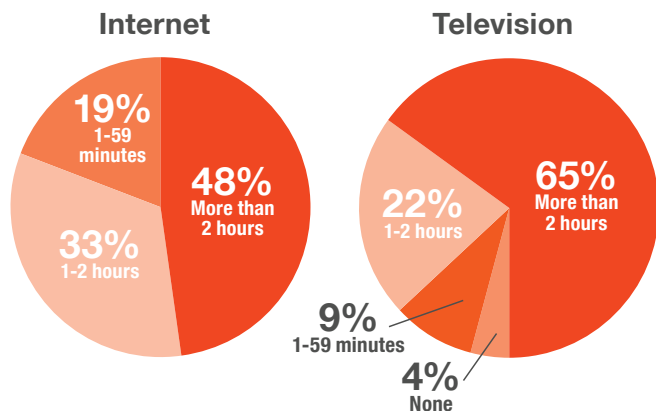 Internet
19%
1-59
minutes
48%
More than
2 hours
33%
1-2 hours
Television
65%
More than
2 hours
22%
1-2 hours
9%
1-59 minutes
4%
None